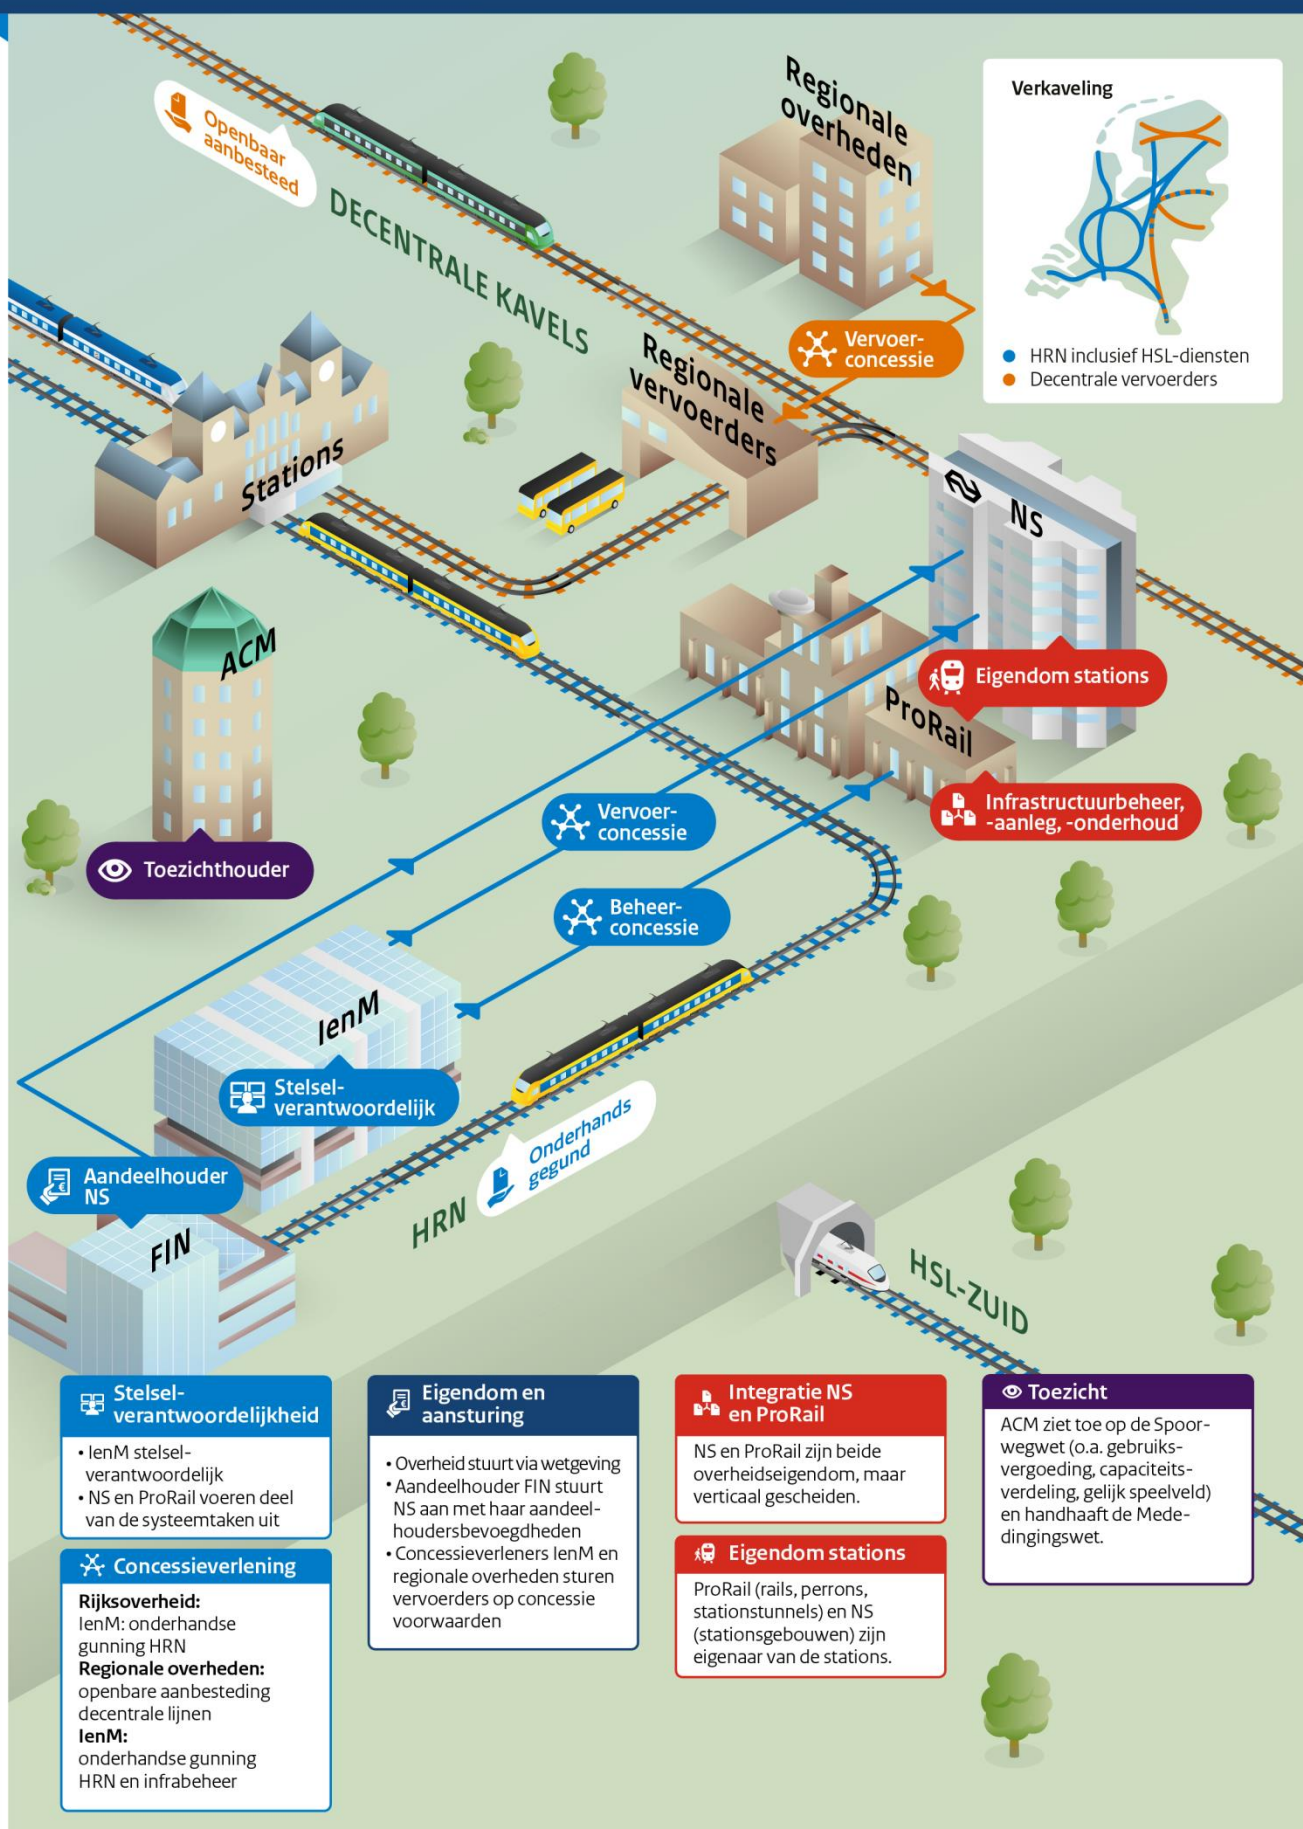 Openbaar
aanbesteed
DECENTRALE KAVELS
Regionale
overheden
Verkaveling
HRN inclusief HSL-diensten
Decentrale vervoerders
Vervoer-
concessie
Regionale
vervoerders
Stations
NS
ACM
Eigendom stations
ProRail
Infrastructuurbeheer,
-aanleg, -onderhoud
Vervoer-
concessie
Toezichthouder
Beheer-
concessie
IenM
Stelsel-
verantwoordelijk
Onderhands
gegund
HRN
Aandeelhouder
NS
FIN
HSL-ZUID
Stelsel-
verantwoordelijkheid
• IenM stelsel-
verantwoordelijk
• NS en ProRail voeren deel
van de systeemtaken uit
Concessieverlening
Rijksoverheid:
IenM: onderhandse
gunning HRN
Regionale overheden:
openbare aanbesteding
decentrale lijnen
IenM:
onderhandse gunning
HRN en infrabeheer
Eigendom en
aansturing
• Overheid stuurt via wetgeving
• Aandeelhouder FIN stuurt
NS aan met haar aandeel-
houdersbevoegdheden
• Concessieverleners IenM en
regionale overheden sturen
vervoerders op concessie
voorwaarden
Integratie NS
en ProRail
NS en ProRail zijn beide
overheidseigendom, maar
verticaal gescheiden.
Eigendom stations
ProRail (rails, perrons,
stationstunnels) en NS
(stationsgebouwen) zijn
eigenaar van de stations.
Toezicht
ACM ziet toe op de Spoor-
wegwet (o.a. gebruiks-
vergoeding, capaciteits-
verdeling, gelijk speelveld)
en handhaaft de Mede-
dingingswet.